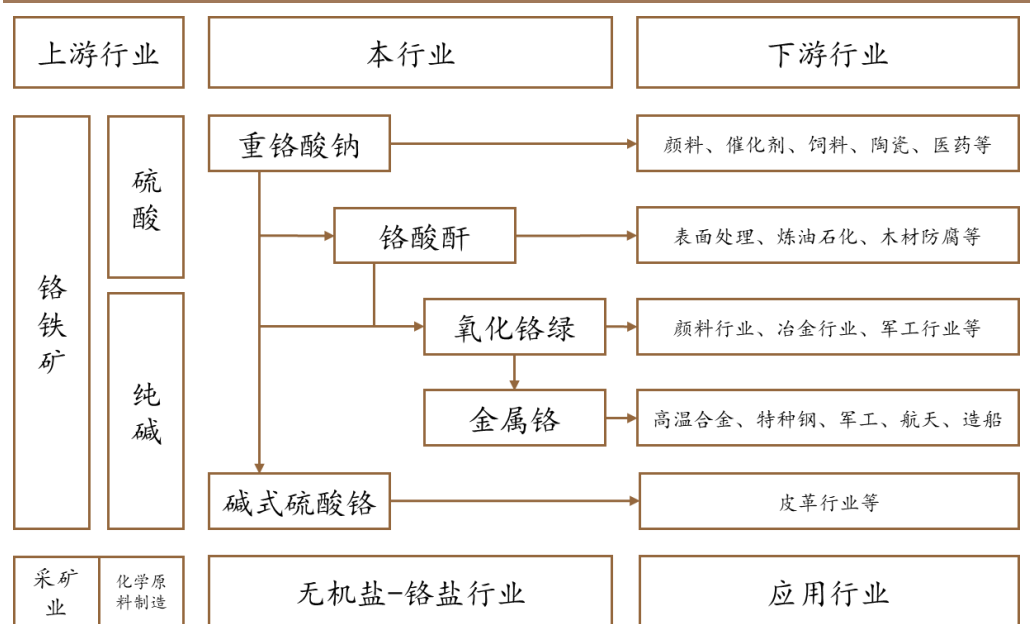 上游行业
本行业
下游行业
铬铁矿
硫酸
纯碱
重铬酸钠
颜料、催化剂、饲料、陶瓷、医药等
铬酸酐
表面处理、炼油石化、木材防腐等
氧化铬绿
颜料行业、冶金行业、军工行业等
金属铬
高温合金、特种钢、军工、航天、造船
碱式硫酸铬
皮革行业等
采矿
业
化学原
料制造
无机盐-铬盐行业
应用行业